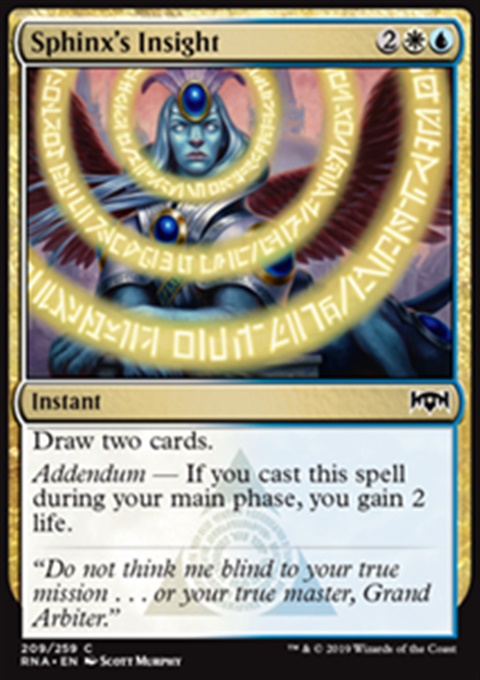 Sphinx's Insight 2
Instant
Draw two cards.
Addendum — If you cast this spell
during your main phase, you gain 2
life.
"Do not think me blind to your true
mission . . . or your true master, Grand
Arbiter."
209/259 C
RNA • EN Scott Murphy
™ & © 2019 Wizards of the Coast